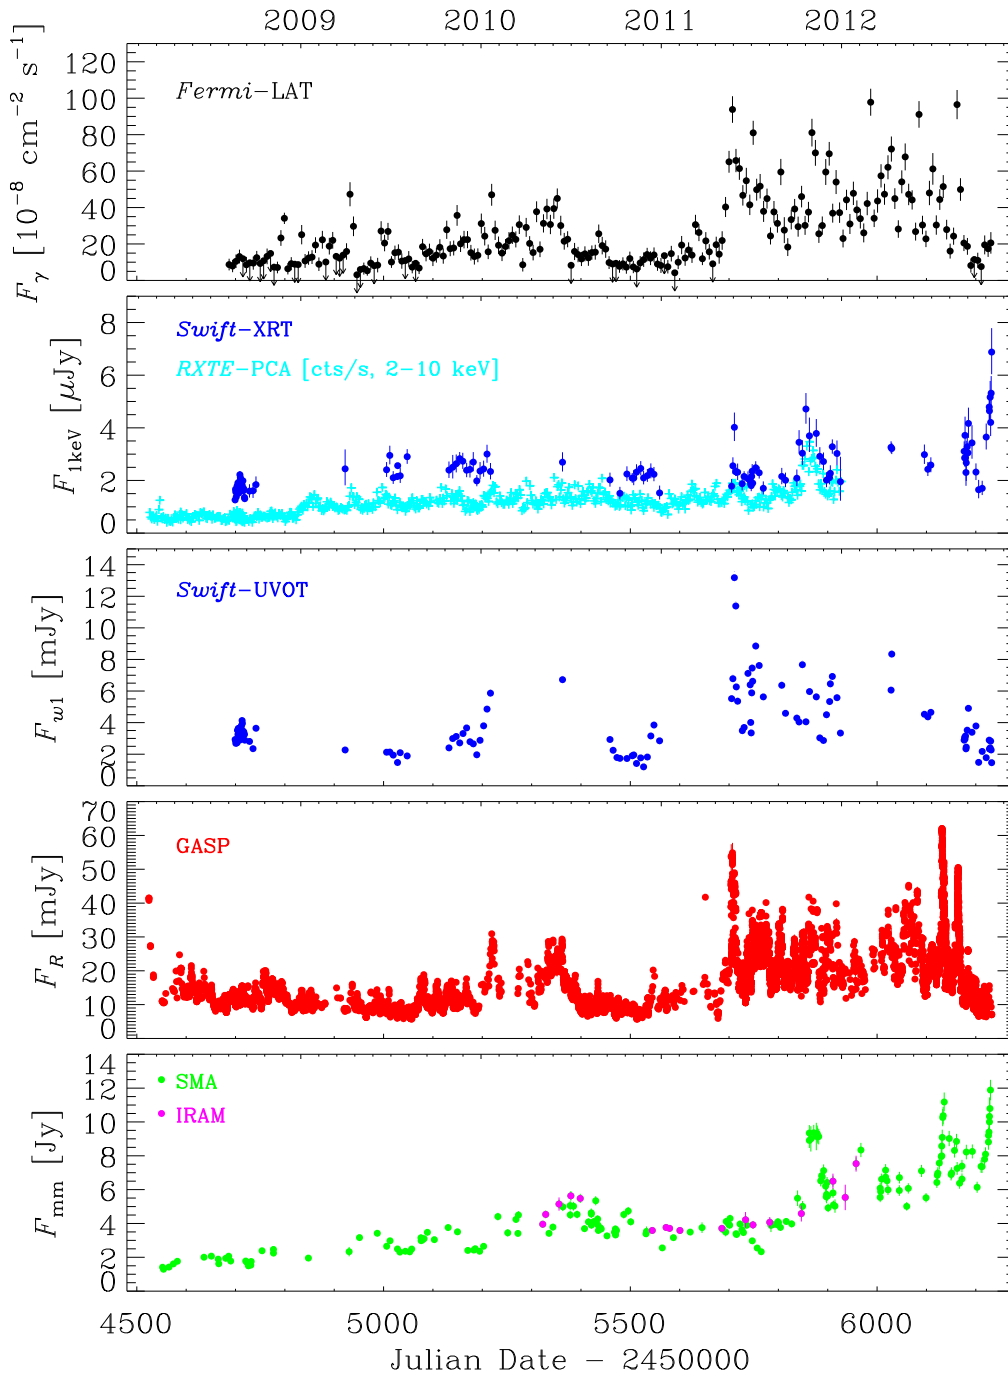 2009 2010 2011 2012
120
100
80
60
40
20
0
F_γ [10^−8 cm^−2 s^−1]
Fermi−LAT
8
6
4
2
0
F_1keV [μJy]
Swift−XRT
RXTE−PCA [cts/s, 2−10 keV]
14
12
10
8
6
4
2
0
F_w1 [mJy]
Swift−UVOT
70
60
50
40
30
20
10
0
F_R [mJy]
GASP
14
12
10
8
6
4
2
0
F_mm [Jy]
SMA
IRAM
4500 5000 5500 6000
Julian Date − 2450000